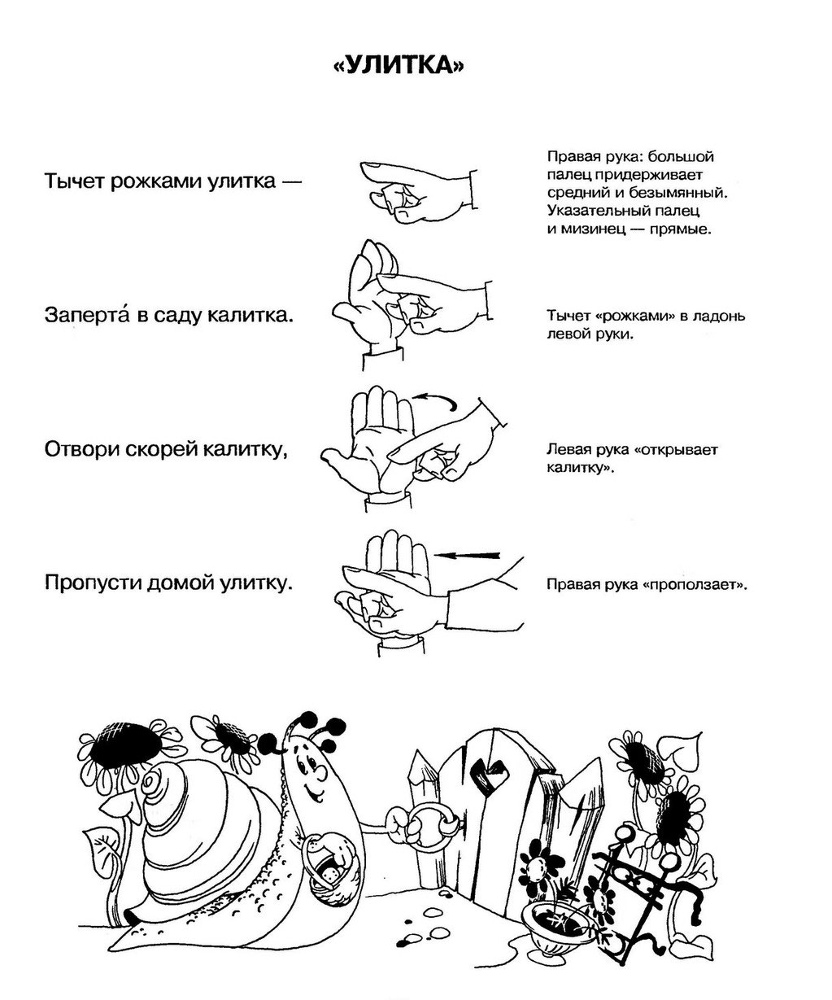 «УЛИТКА»
Тычет рожками улитка —
Правая рука: большой
палец придерживает
средний и безымянный.
Указательный палец
и мизинец — прямые.
Заперта́ в саду калитка.
Тычет «рожками» в ладонь
левой руки.
Отвори скорей калитку,
Левая рука «открывает
калитку».
Пропусти домой улитку.
Правая рука «проползает».